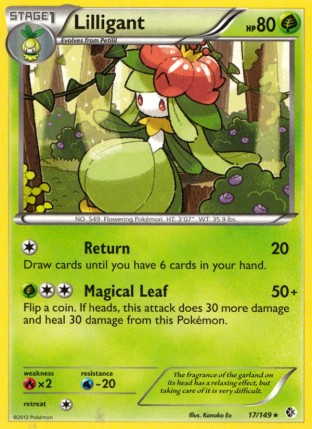 STAGE1
Lilligant
HP80
Evolves from Petilil
NO. 549 Flowering Pokémon HT: 3'07" WT: 35.9 lbs.
Return 20
Draw cards until you have 6 cards in your hand.
Magical Leaf 50+
Flip a coin. If heads, this attack does 30 more damage
and heal 30 damage from this Pokémon.
weakness
resistance
×2
-20
retreat
The fragrance of the garland on
its head has a relaxing effect, but
taking care of it is very difficult.
©2012 Pokémon
Illus. Kanako Eo
17/149 ★